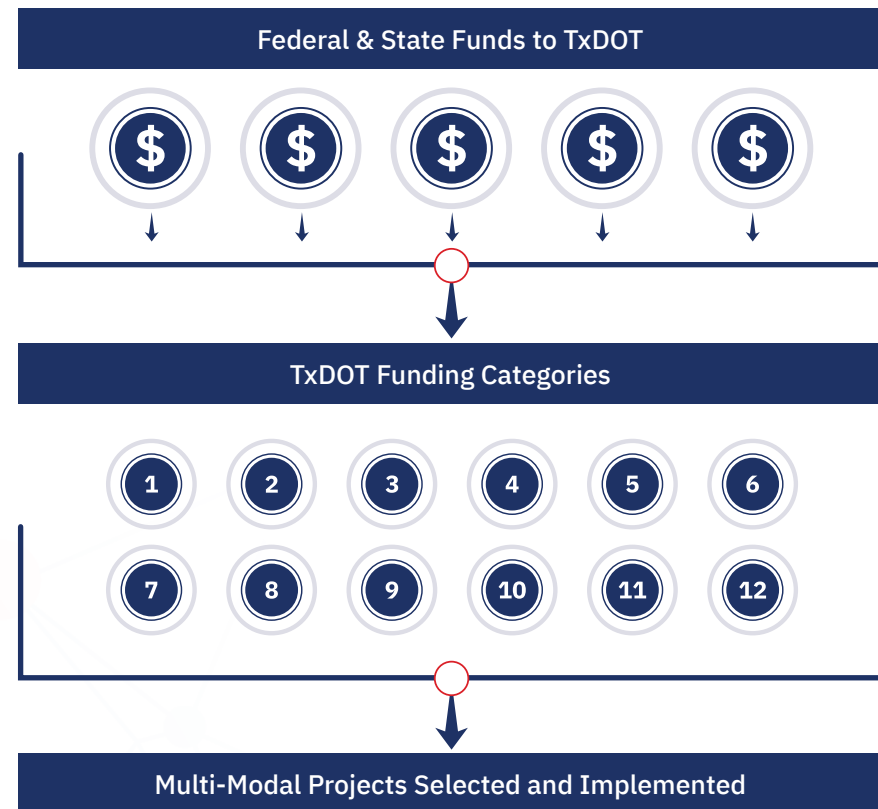 Federal & State Funds to TxDOT
$ $ $ $ $
TxDOT Funding Categories
1 2 3 4 5 6
7 8 9 10 11 12
Multi-Modal Projects Selected and Implemented